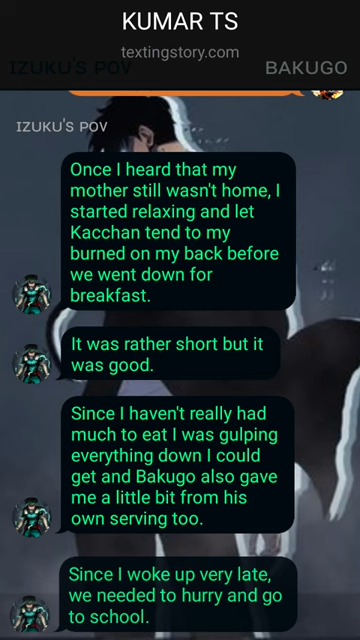 KUMAR TS
textingstory.com
IZUKU'S POV
BAKUGO
IZUKU'S POV
Once I heard that my
mother still wasn't home, I
started relaxing and let
Kacchan tend to my
burned on my back before
we went down for
breakfast.
It was rather short but it
was good.
Since I haven't really had
much to eat I was gulping
everything down I could
get and Bakugo also gave
me a little bit from his
own serving too.
Since I woke up very late,
we needed to hurry and go
to school.